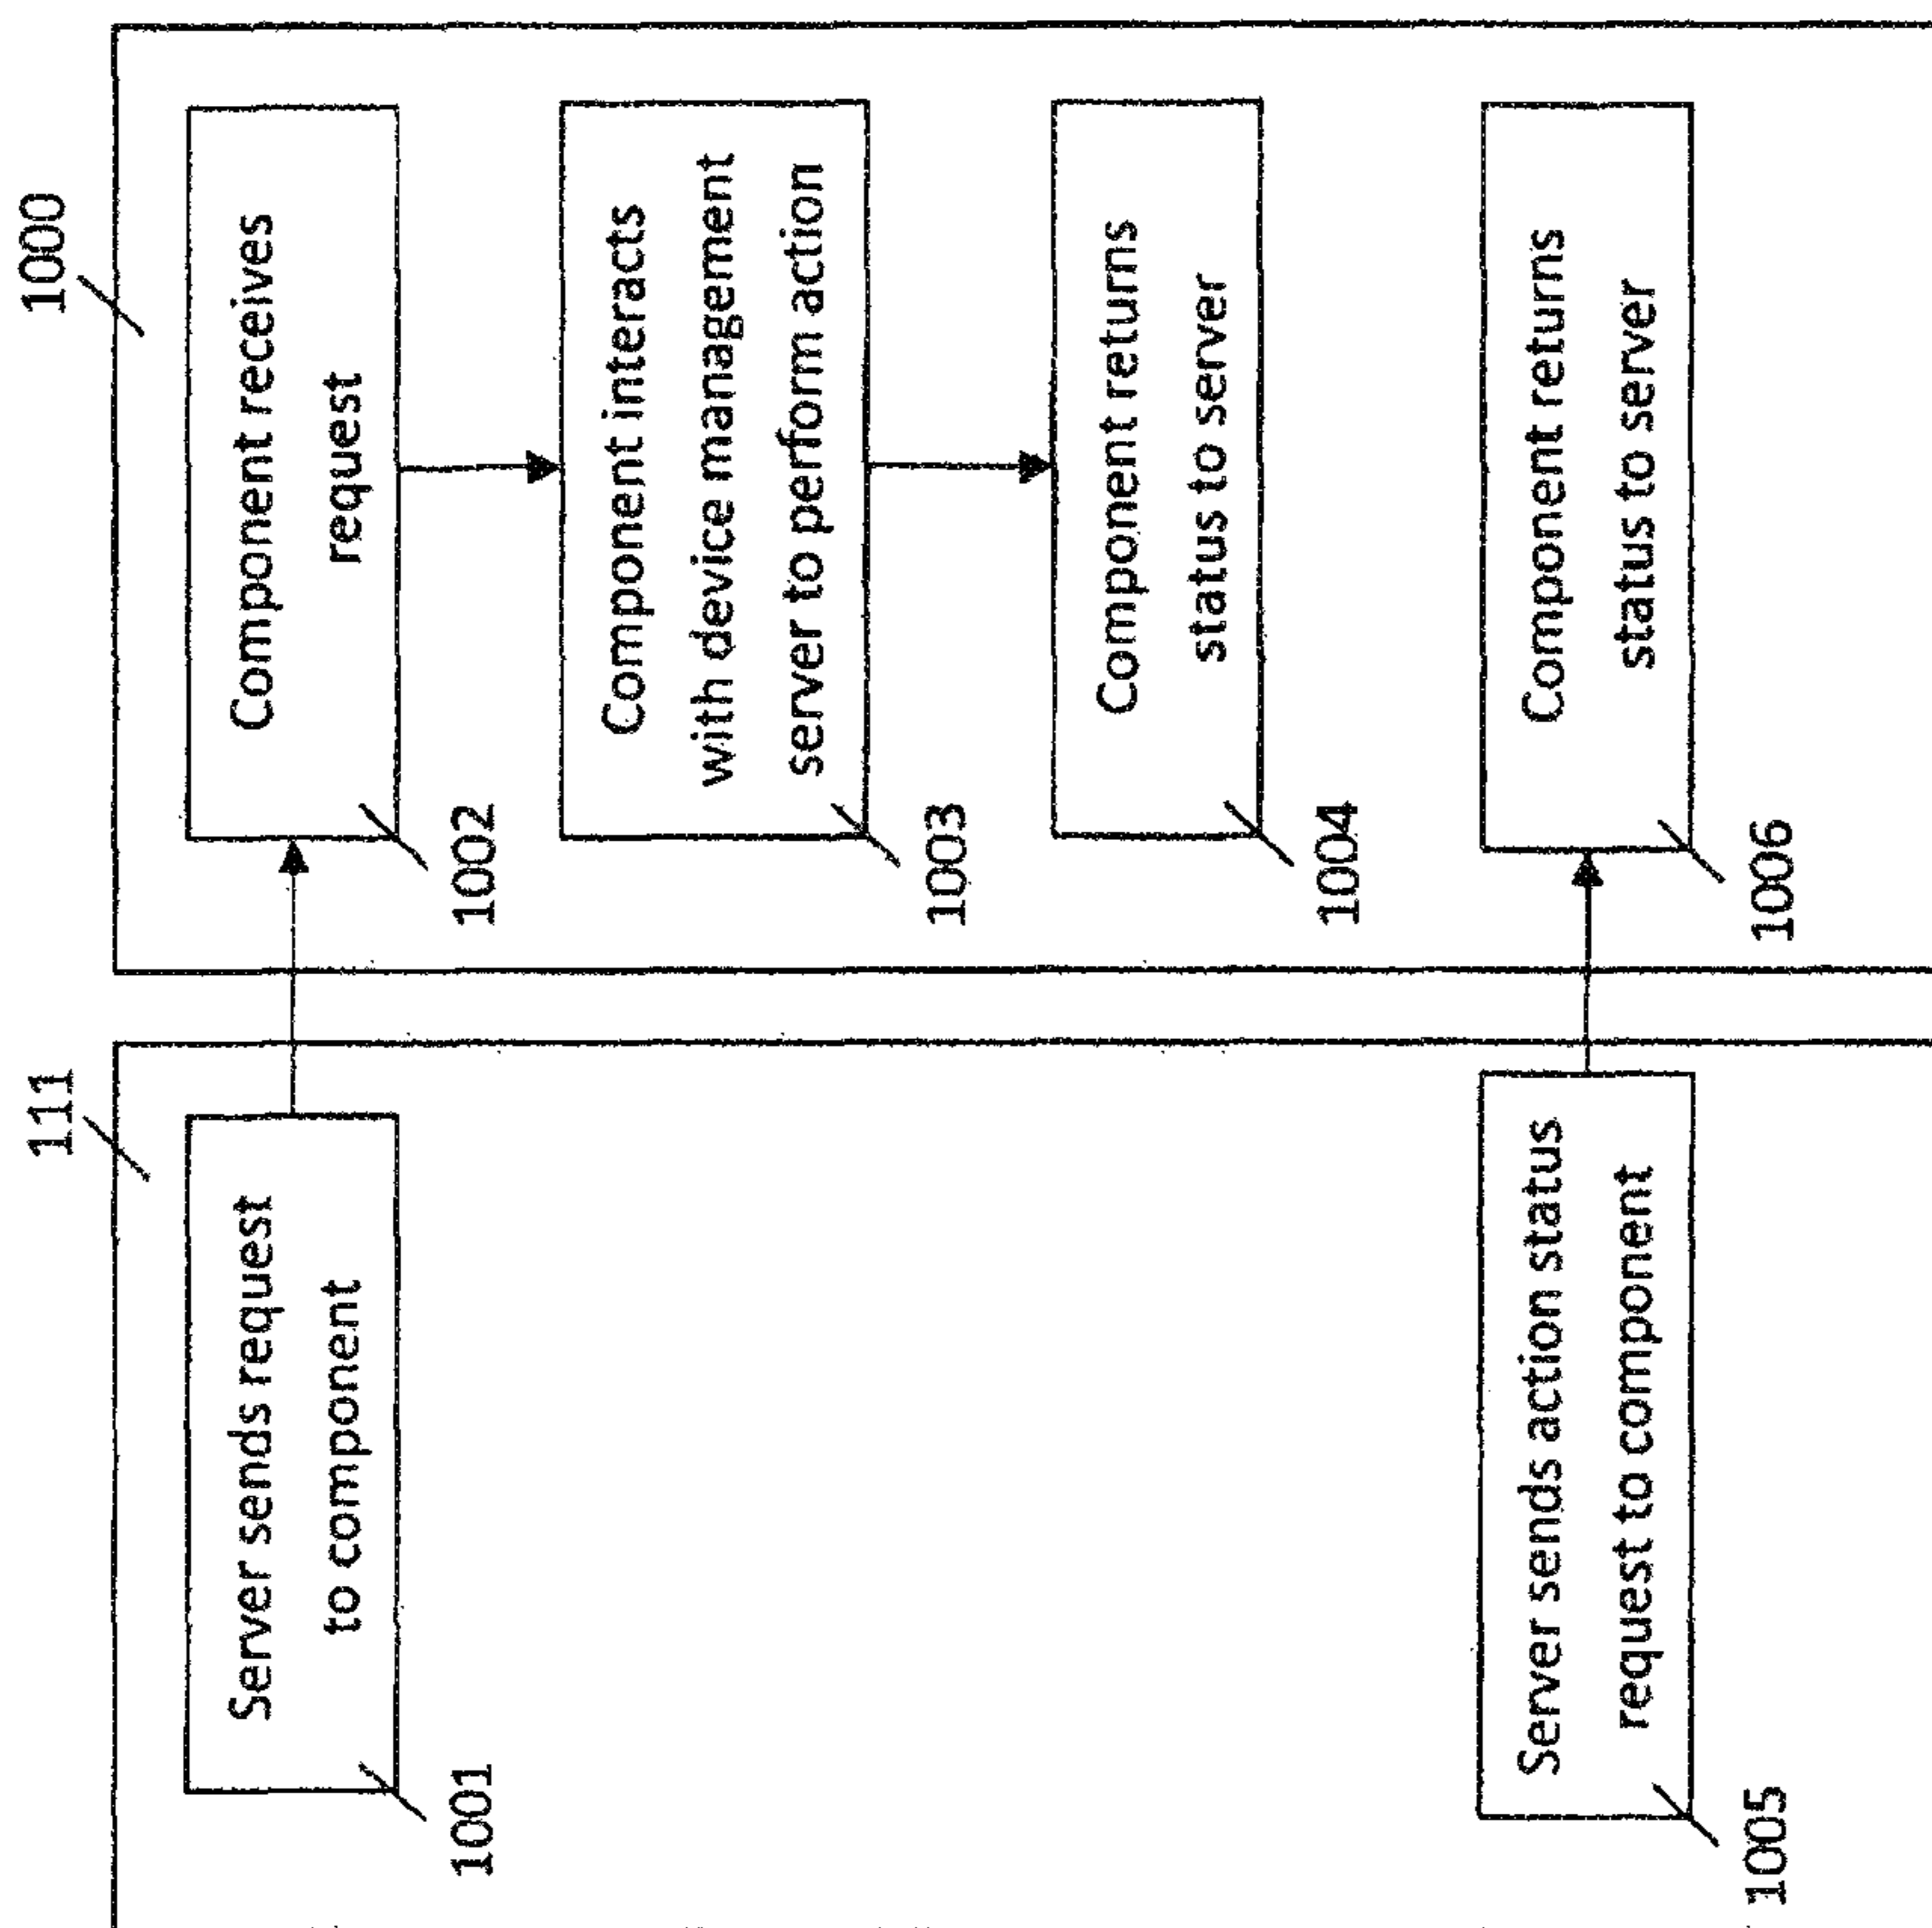 111
1000
Server sends request
to component
1001
Component receives
request
1002
Component interacts
with device management
server to perform action
1003
Component returns
status to server
1004
Server sends action status
request to component
1005
Component returns
status to server
1006